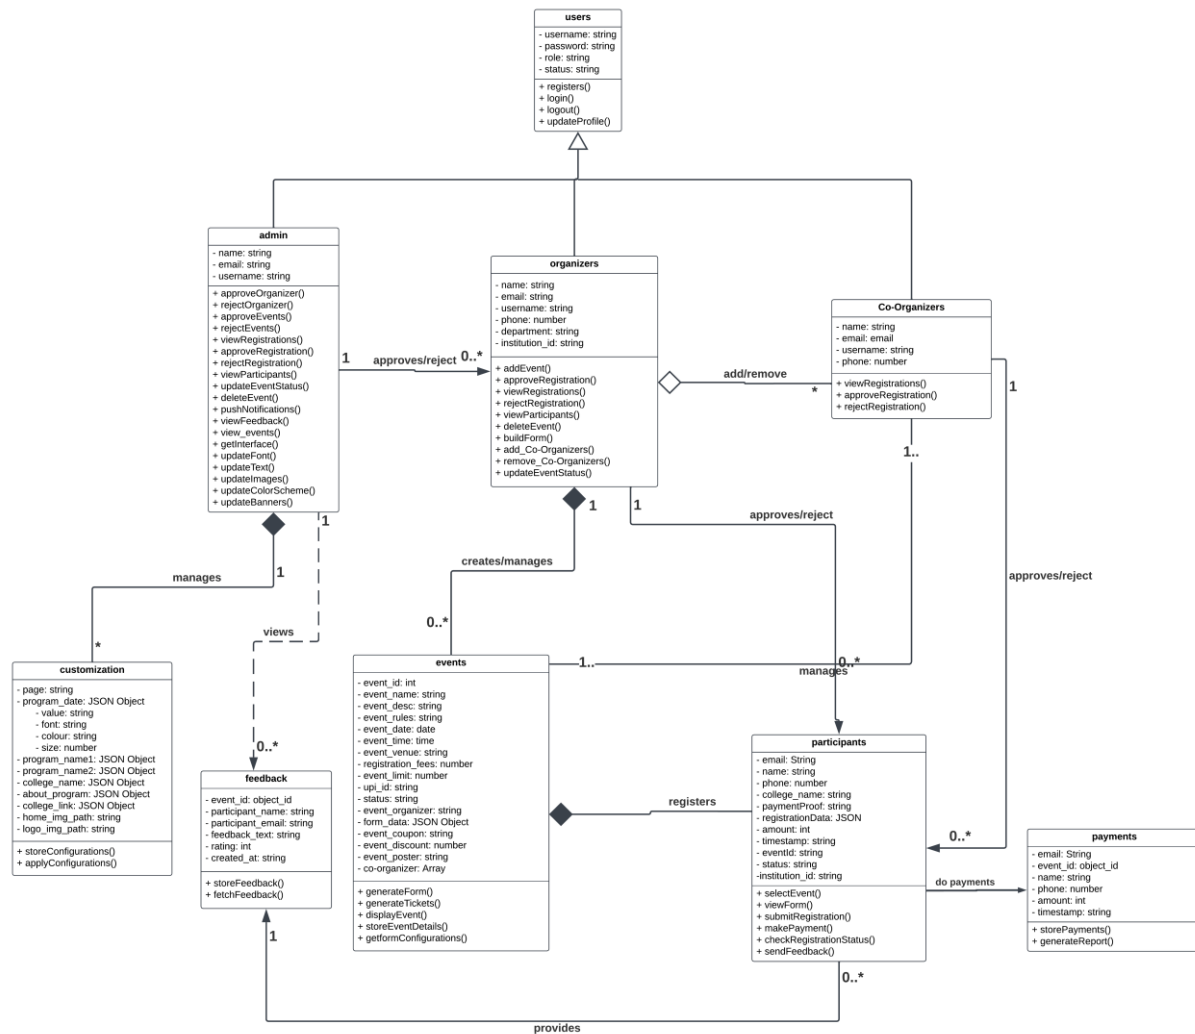 users
- username: string
- password: string
- role: string
- status: string
+ registers()
+ login()
+ logout()
+ updateProfile()
admin
- name: string
- email: string
- username: string
+ approveOrganizer()
+ rejectOrganizer()
+ approveEvents()
+ rejectEvents()
+ viewRegistrations()
+ approveRegistration()
+ rejectRegistration()
+ viewParticipants()
+ updateEventStatus()
+ deleteEvent()
+ pushNotifications()
+ viewFeedback()
+ view_events()
+ getInterface()
+ updateFont()
+ updateText()
+ updateImages()
+ updateColorScheme()
+ updateBanners()
1
approves/reject
0..*
organizers
- name: string
- email: string
- username: string
- phone: number
- department: string
- institution_id: string
+ addEvent()
+ approveRegistration()
+ viewRegistrations()
+ rejectRegistration()
+ viewParticipants()
+ deleteEvent()
+ buildForm()
+ add_Co-Organizers()
+ remove_Co-Organizers()
+ updateEventStatus()
add/remove
*
Co-Organizers
- name: string
- email: email
- username: string
- phone: number
+ viewRegistrations()
+ approveRegistration()
+ rejectRegistration()
1
1..
approves/reject
1
manages
*
1
views
0..*
1
creates/manages
0..*
1
approves/reject
0..*
1..
manages
customization
- page: string
- program_date: JSON Object
- value: string
- font: string
- colour: string
- size: number
- program_name1: JSON Object
- program_name2: JSON Object
- college_name: JSON Object
- about_program: JSON Object
- college_link: JSON Object
- home_img_path: string
- logo_img_path: string
+ storeConfigurations()
+ applyConfigurations()
feedback
- event_id: object_id
- participant_name: string
- participant_email: string
- feedback_text: string
- rating: int
- created_at: string
+ storeFeedback()
+ fetchFeedback()
events
- event_id: int
- event_name: string
- event_desc: string
- event_rules: string
- event_date: date
- event_time: time
- event_venue: string
- registration_fees: number
- event_limit: number
- upi_id: string
- status: string
- event_organizer: string
- form_data: JSON Object
- event_coupon: string
- event_discount: number
- event_poster: string
- co-organizer: Array
+ generateForm()
+ generateTickets()
+ displayEvent()
+ storeEventDetails()
+ getformConfigurations()
registers
participants
- email: String
- name: string
- phone: number
- college_name: string
- paymentProof: string
- registrationData: JSON
- amount: int
- timestamp: string
- eventId: string
- status: string
-institution_id: string
+ selectEvent()
+ viewForm()
+ submitRegistration()
+ makePayment()
+ checkRegistrationStatus()
+ sendFeedback()
0..*
do payments
payments
- email: String
- event_id: object_id
- name: string
- phone: number
- amount: int
- timestamp: string
+ storePayments()
+ generateReport()
1
0..*
provides